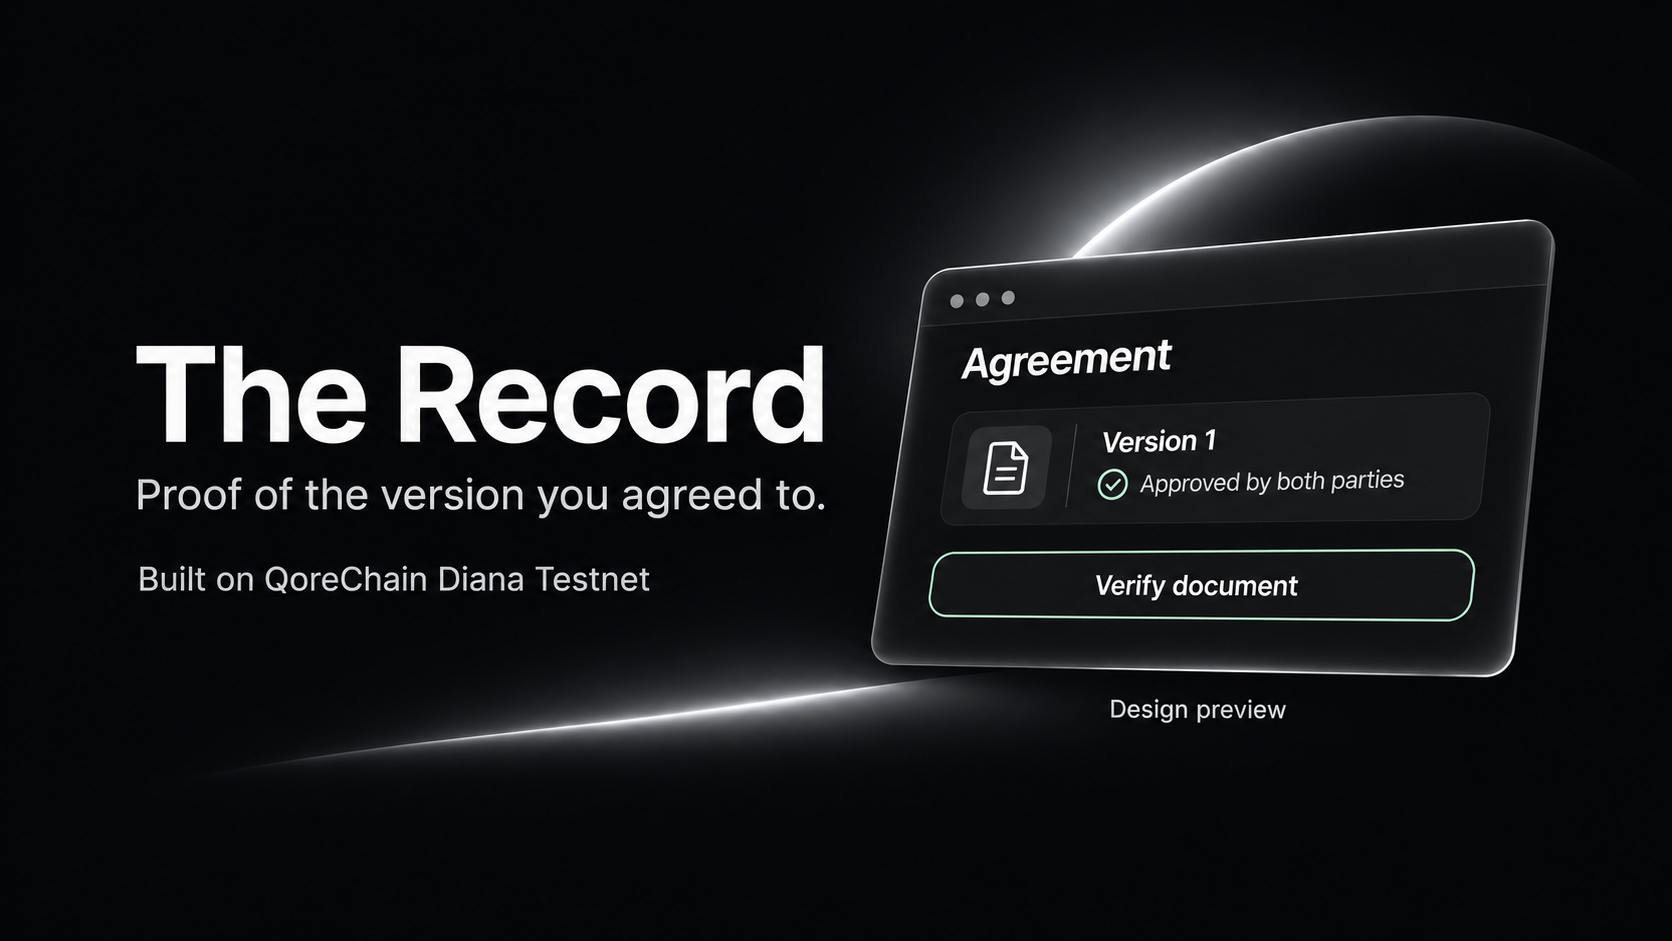 The Record
Proof of the version you agreed to.
Built on QoreChain Diana Testnet
Agreement
Version 1
Approved by both parties
Verify document
Design preview